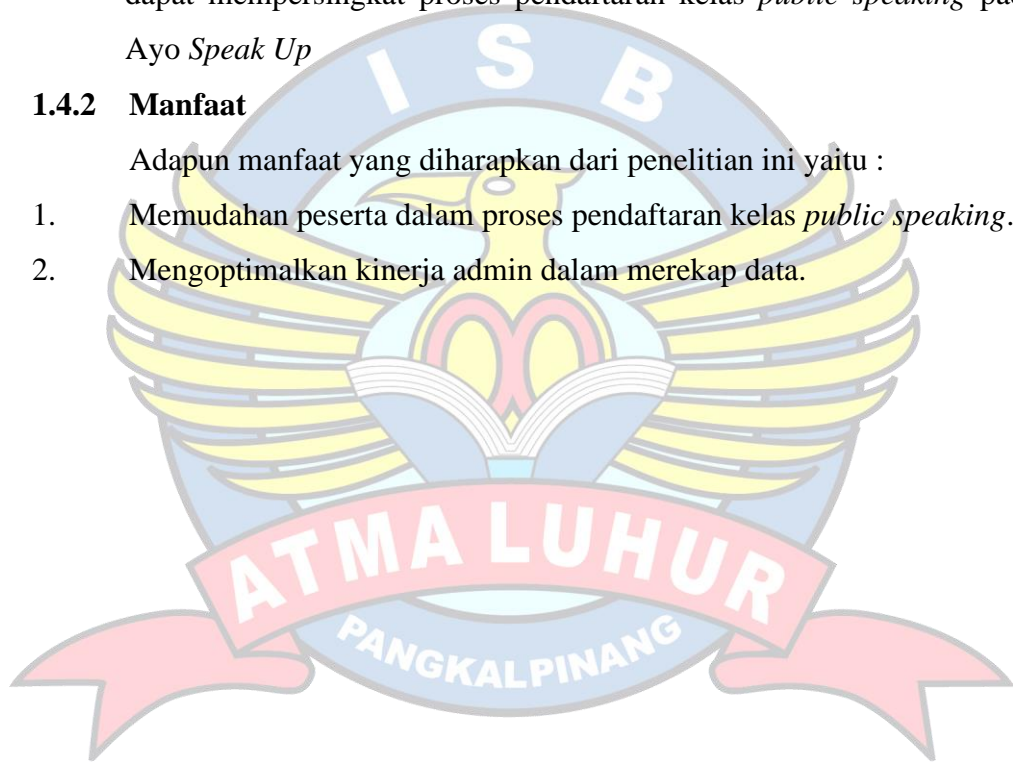 dapat mempersingkat proses pendaftaran kelas public speaking
Ayo Speak Up
1.4.2 Manfaat
Adapun manfaat yang diharapkan dari penelitian ini yaitu :
1. Memudahan peserta dalam proses pendaftaran kelas public speaking.
2. Mengoptimalkan kinerja admin dalam merekap data.
I S B
ATMA LUHUR
PANGKALPINANG